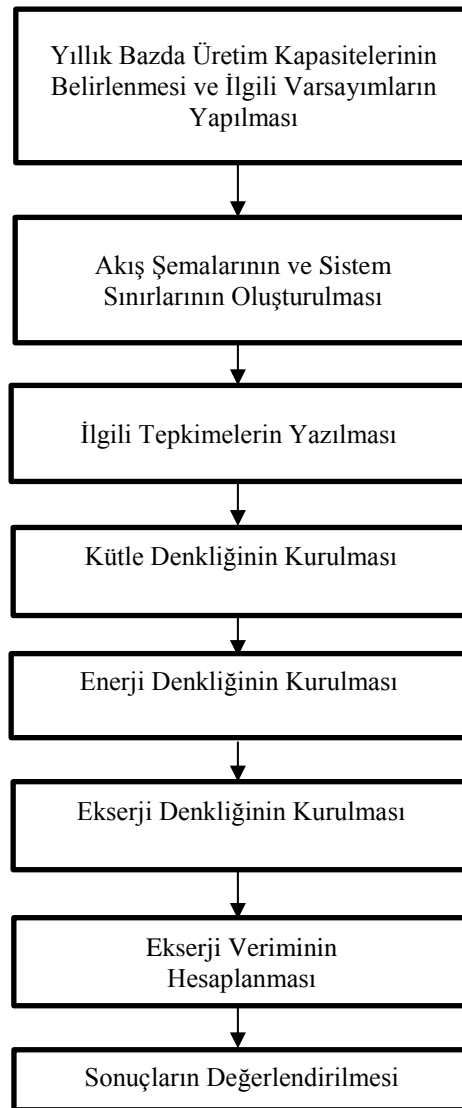 Yıllık Bazda Üretim Kapasitelerinin
Belirlenmesi ve İlgili Varsayımların
Yapılması
Akış Şemalarının ve Sistem
Sınırlarının Oluşturulması
İlgili Tepkimelerin Yazılması
Kütle Denkliğinin Kurulması
Enerji Denkliğinin Kurulması
Ekserji Denkliğinin Kurulması
Ekserji Veriminin
Hesaplanması
Sonuçların Değerlendirilmesi